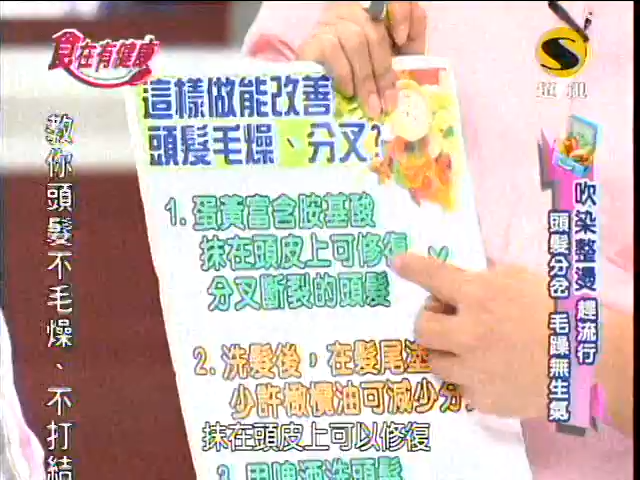 食在有健康
超視
這樣做能改善
頭髮毛燥、分叉?
1. 蛋黃富含胺基酸
抹在頭皮上可修復
分叉斷裂的頭髮
2. 洗髮後，在髮尾塗
少許橄欖油可減少分
3. 用啤酒洗頭髮
抹在頭皮上可以修復
教你頭髮不毛燥、不打結
吹染整燙 趕流行
頭髮分岔 毛躁無生氣